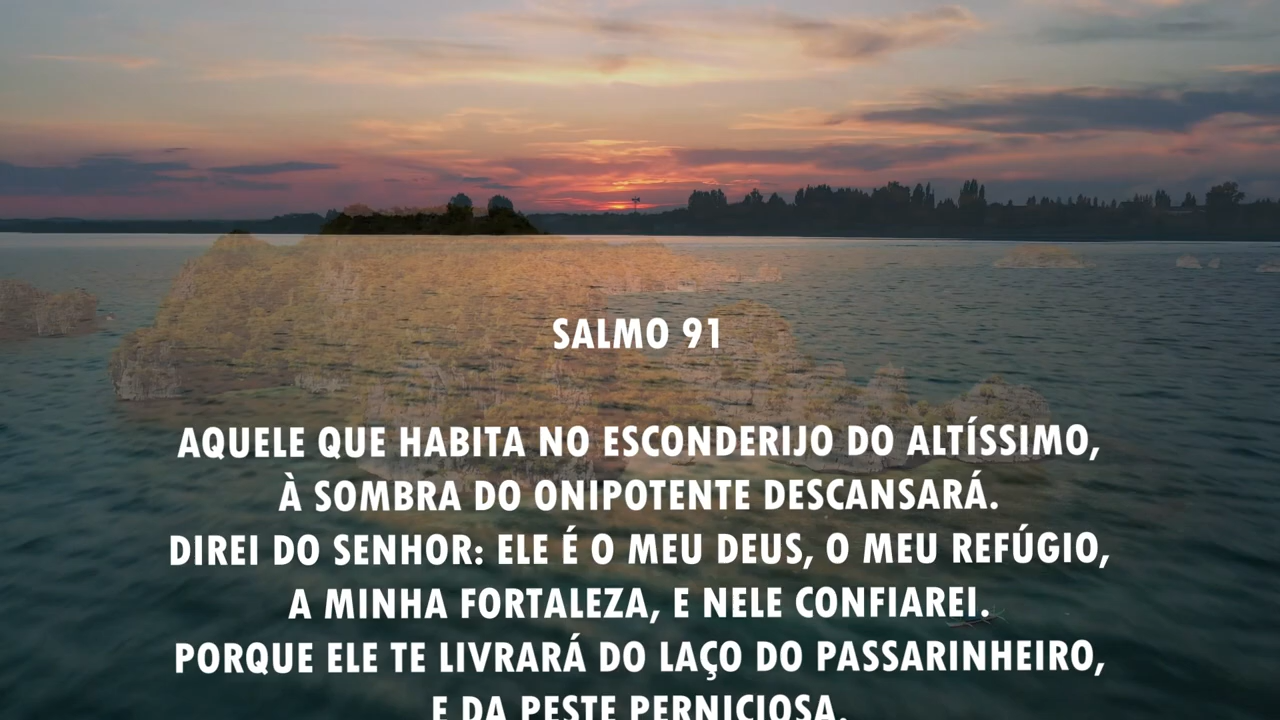 SALMO 91
AQUELE QUE HABITA NO ESCONDERIJO DO ALTÍSSIMO,
À SOMBRA DO ONIPOTENTE DESCANSARÁ.
DIREI DO SENHOR: ELE É O MEU DEUS, O MEU REFÚGIO,
A MINHA FORTALEZA, E NELE CONFIAREI.
PORQUE ELE TE LIVRARÁ DO LAÇO DO PASSARINHEIRO,
E DA PESTE PERNICIOSA.